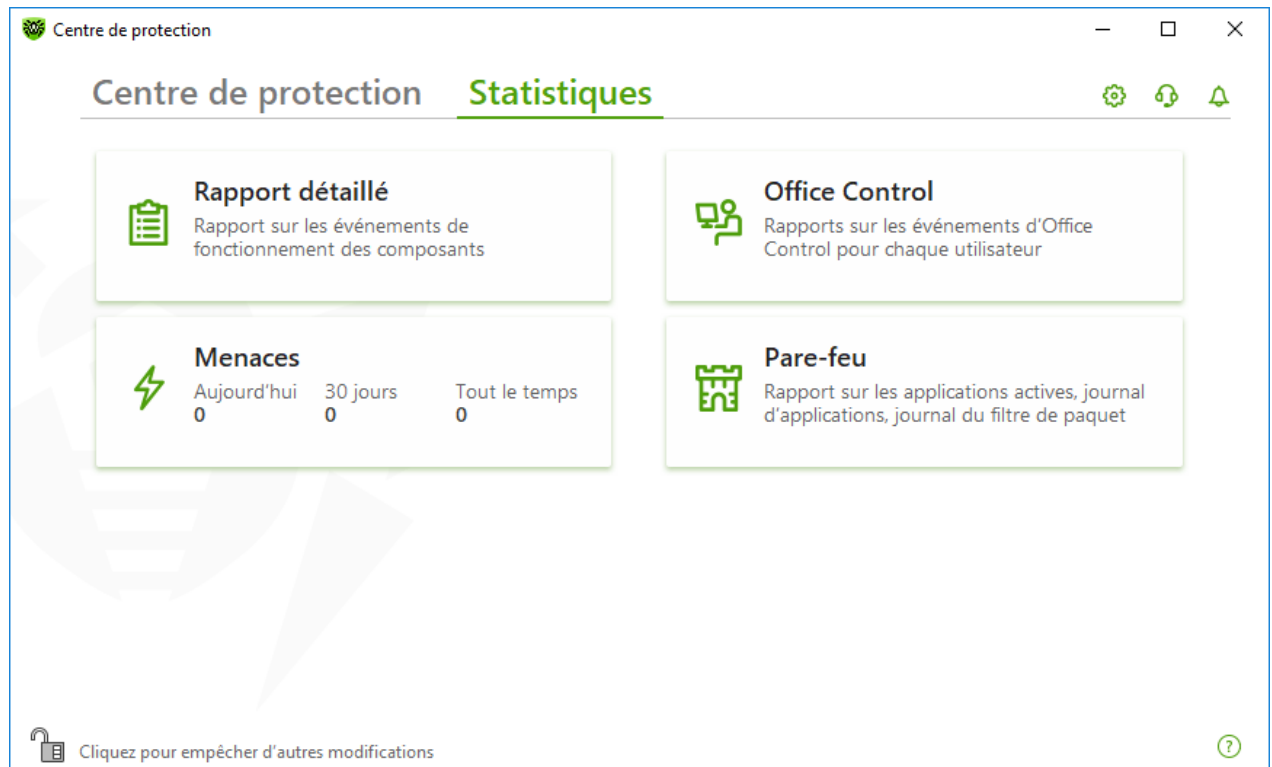 Centre de protection
Centre de protection
Statistiques
Rapport détaillé
Rapport sur les événements de
fonctionnement des composants
Office Control
Rapports sur les événements d'Office
Control pour chaque utilisateur
Menaces
Aujourd'hui 30 jours Tout le temps
0 0 0
Pare-feu
Rapport sur les applications actives, journal
d'applications, journal du filtre de paquet
Cliquez pour empêcher d'autres modifications
?